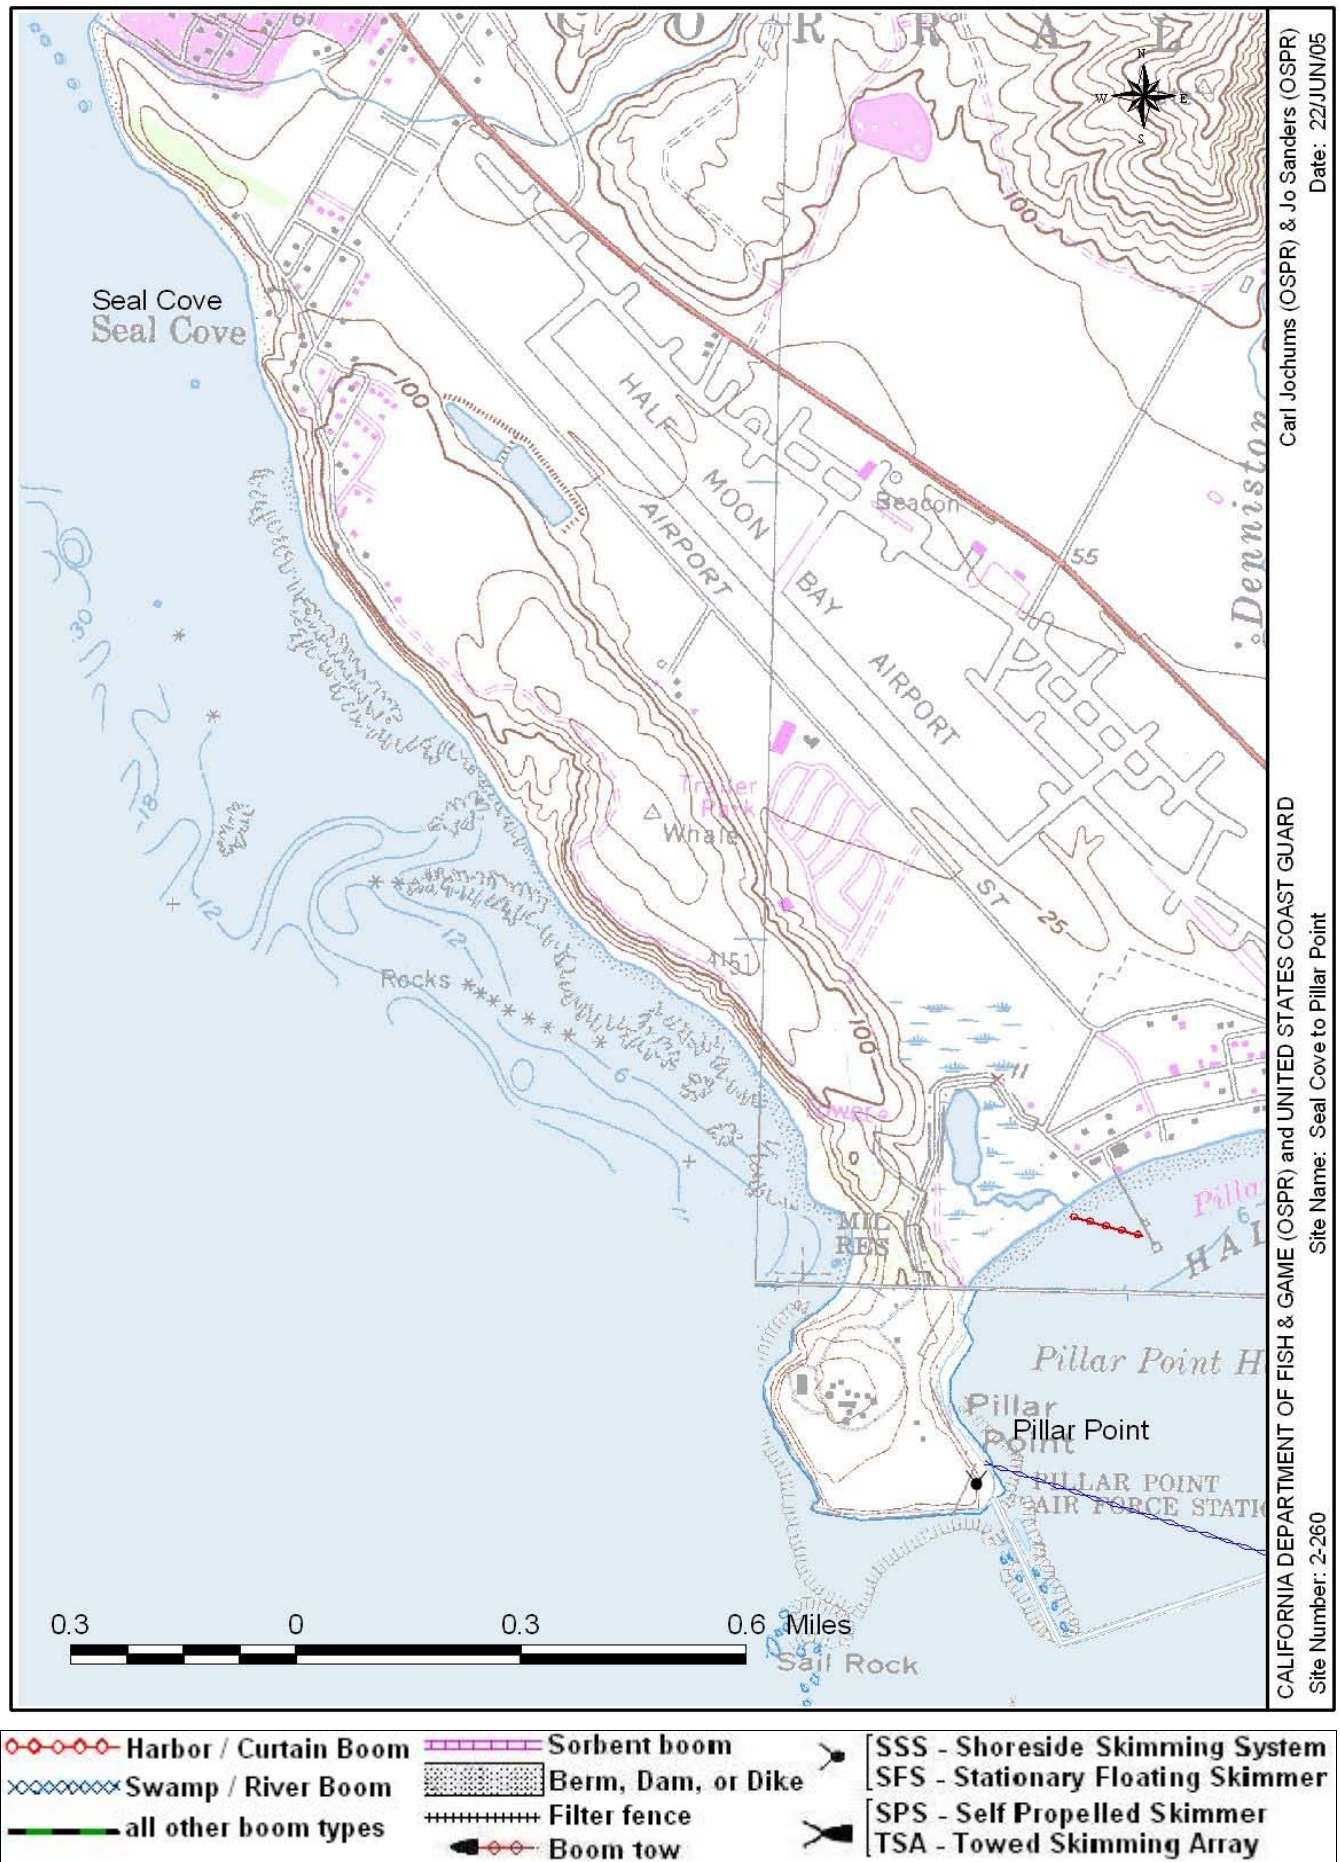 C O R R A L
N
W E
S
100
Seal Cove
Seal Cove
100
HALF
MOON
BAY
AIRPORT
AIRPORT
ST
Beacon
55
Denniston
30
18
Trailer
Park
Whale
12
12
25
Rocks
4151
100
6
11
Tower
MIL
RES
Pilla
6
HAL
Pillar Point H
Pillar
Point
Pillar Point
PILLAR POINT
AIR FORCE STATI
0.3 0 0.3 0.6 Miles
Sail Rock
CALIFORNIA DEPARTMENT OF FISH & GAME (OSPR) and UNITED STATES COAST GUARD
Carl Jochums (OSPR) & Jo Sanders (OSPR)
Site Number: 2-260
Site Name: Seal Cove to Pillar Point
Date: 22/JUN/05
Harbor / Curtain Boom
Swamp / River Boom
all other boom types
Sorbent boom
Berm, Dam, or Dike
Filter fence
Boom tow
SSS - Shoreside Skimming System
SFS - Stationary Floating Skimmer
SPS - Self Propelled Skimmer
TSA - Towed Skimming Array